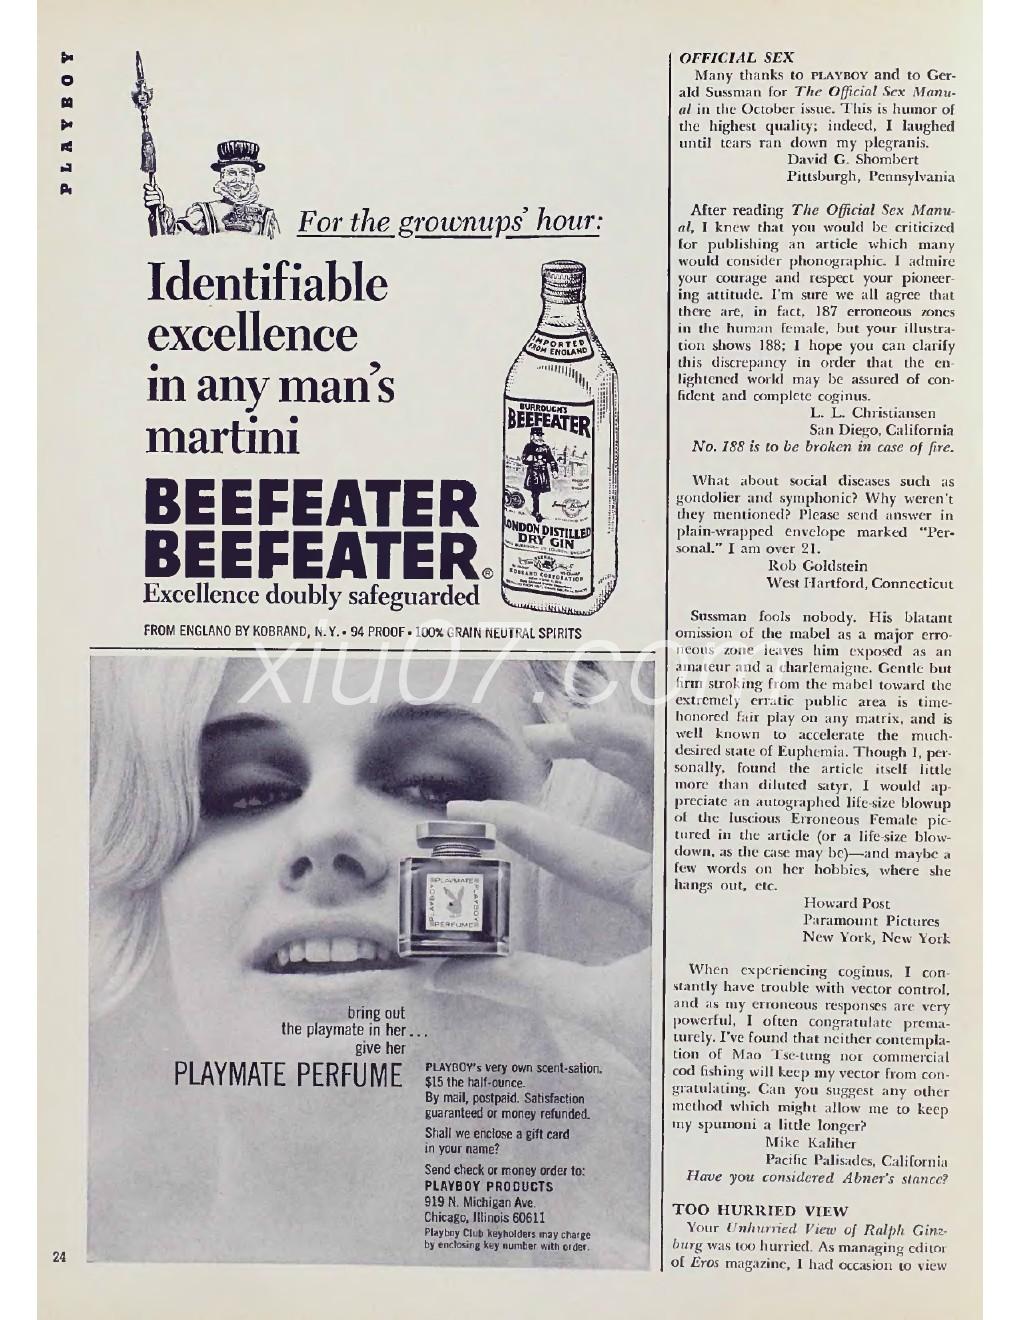 PLAYBOY
For the grownups' hour:
Identifiable
excellence
in any man's
martini
BEEFEATER
BEEFEATER®
Excellence doubly safeguarded
FROM ENGLAND BY KOBRAND, N.Y. • 94 PROOF • 100% GRAIN NEUTRAL SPIRITS
IMPORTED
FROM ENGLAND
BURROUGH'S
BEEFEATER
LONDON DISTILLED
DRY GIN
KOBRAND CORPORATION
PLAYMATE
PLAYBOY
PLAYBOY
PERFUME
bring out
the playmate in her...
give her
PLAYMATE PERFUME
PLAYBOY's very own scent-sation.
$15 the half-ounce.
By mail, postpaid. Satisfaction
guaranteed or money refunded.
Shall we enclose a gift card
in your name?
Send check or money order to:
PLAYBOY PRODUCTS
919 N. Michigan Ave.
Chicago, Illinois 60611
Playboy Club keyholders may charge
by enclosing key number with order.
24
OFFICIAL SEX
Many thanks to PLAYBOY and to Ger-
ald Sussman for The Official Sex Manu-
al in the October issue. This is humor of
the highest quality; indeed, I laughed
until tears ran down my plegranis.
David G. Shombert
Pittsburgh, Pennsylvania
After reading The Official Sex Manu-
al, I knew that you would be criticized
for publishing an article which many
would consider phonographic. I admire
your courage and respect your pioneer-
ing attitude. I'm sure we all agree that
there are, in fact, 187 erroneous zones
in the human female, but your illustra-
tion shows 188; I hope you can clarify
this discrepancy in order that the en-
lightened world may be assured of con-
fident and complete coginus.
L. L. Christiansen
San Diego, California
No. 188 is to be broken in case of fire.
What about social diseases such as
gondolier and symphonic? Why weren't
they mentioned? Please send answer in
plain-wrapped envelope marked "Per-
sonal." I am over 21.
Rob Goldstein
West Hartford, Connecticut
Sussman fools nobody. His blatant
omission of the mabel as a major erro-
neous zone leaves him exposed as an
amateur and a charlemaigne. Gentle but
firm stroking from the mabel toward the
extremely erratic public area is time-
honored fair play on any matrix, and is
well known to accelerate the much-
desired state of Euphemia. Though I, per-
sonally, found the article itself little
more than diluted satyr, I would ap-
preciate an autographed life-size blowup
of the luscious Erroneous Female pic-
tured in the article (or a life-size blow-
down, as the case may be)—and maybe a
few words on her hobbies, where she
hangs out, etc.
Howard Post
Paramount Pictures
New York, New York
When experiencing coginus, I con-
stantly have trouble with vector control,
and as my erroneous responses are very
powerful, I often congratulate prema-
turely. I've found that neither contempla-
tion of Mao Tse-tung nor commercial
cod fishing will keep my vector from con-
gratulating. Can you suggest any other
method which might allow me to keep
my spumoni a little longer?
Mike Kaliher
Pacific Palisades, California
Have you considered Abner's stance?
TOO HURRIED VIEW
Your Unhurried View of Ralph Ginz-
burg was too hurried. As managing editor
of Eros magazine, I had occasion to view
xiu07.com